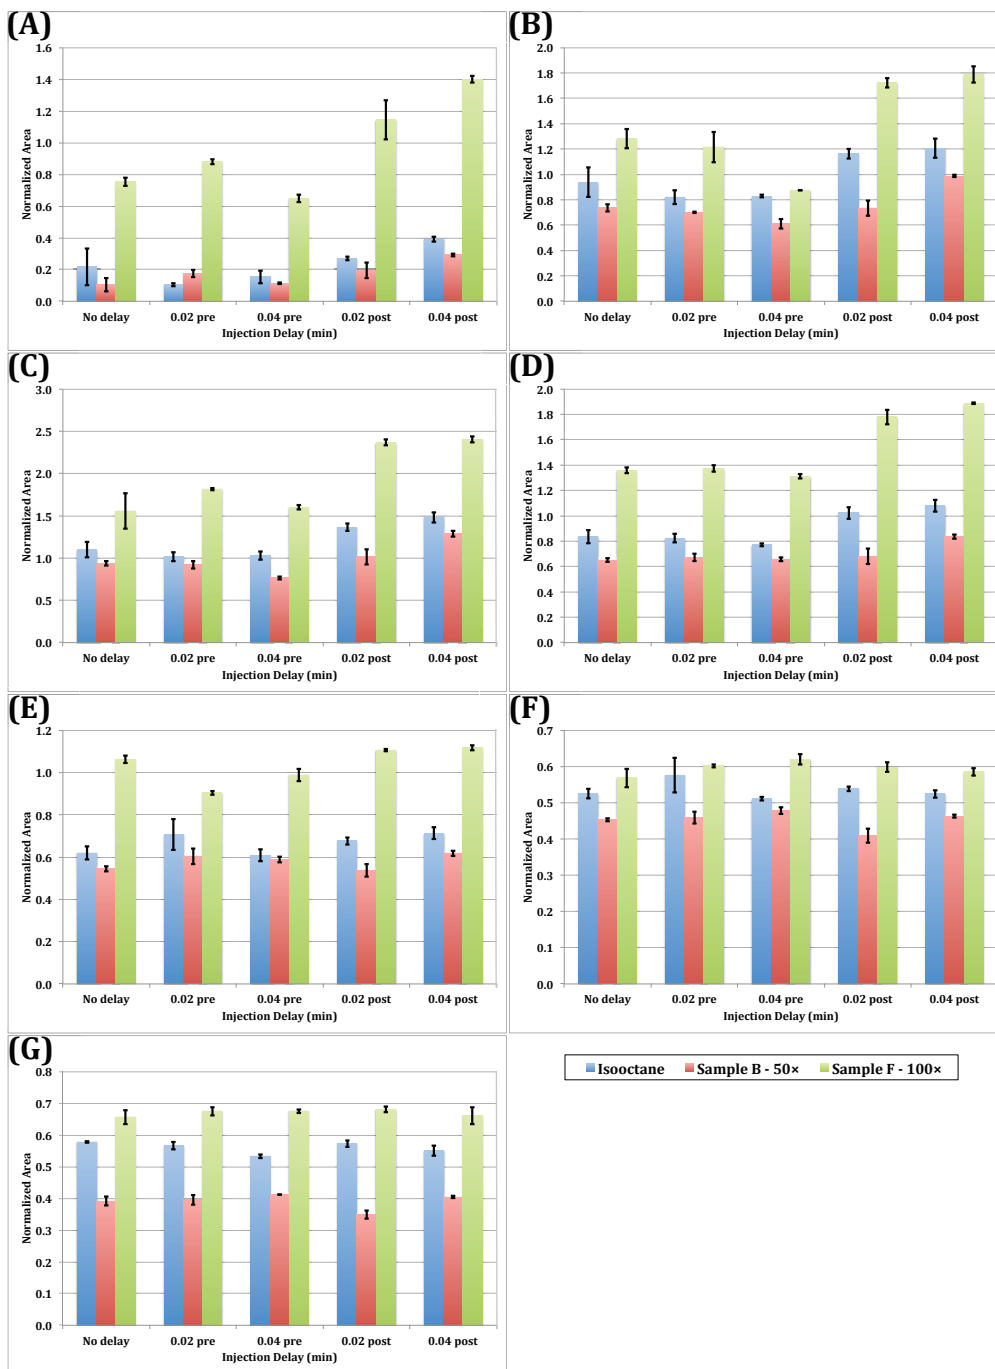 (A)
1.6
1.4
1.2
1.0
0.8
0.6
0.4
0.2
0.0
Normalized Area
No delay 0.02 pre 0.04 pre 0.02 post 0.04 post
Injection Delay (min)
(B)
2.0
1.8
1.6
1.4
1.2
1.0
0.8
0.6
0.4
0.2
0.0
Normalized Area
No delay 0.02 pre 0.04 pre 0.02 post 0.04 post
Injection Delay (min)
(C)
3.0
2.5
2.0
1.5
1.0
0.5
0.0
Normalized Area
No delay 0.02 pre 0.04 pre 0.02 post 0.04 post
Injection Delay (min)
(D)
2.0
1.8
1.6
1.4
1.2
1.0
0.8
0.6
0.4
0.2
0.0
Normalized Area
No delay 0.02 pre 0.04 pre 0.02 post 0.04 post
Injection Delay (min)
(E)
1.2
1.0
0.8
0.6
0.4
0.2
0.0
Normalized Area
No delay 0.02 pre 0.04 pre 0.02 post 0.04 post
Injection Delay (min)
(F)
0.7
0.6
0.5
0.4
0.3
0.2
0.1
0.0
Normalized Area
No delay 0.02 pre 0.04 pre 0.02 post 0.04 post
Injection Delay (min)
(G)
0.8
0.7
0.6
0.5
0.4
0.3
0.2
0.1
0.0
Normalized Area
No delay 0.02 pre 0.04 pre 0.02 post 0.04 post
Injection Delay (min)
Isooctane Sample B - 50× Sample F - 100×